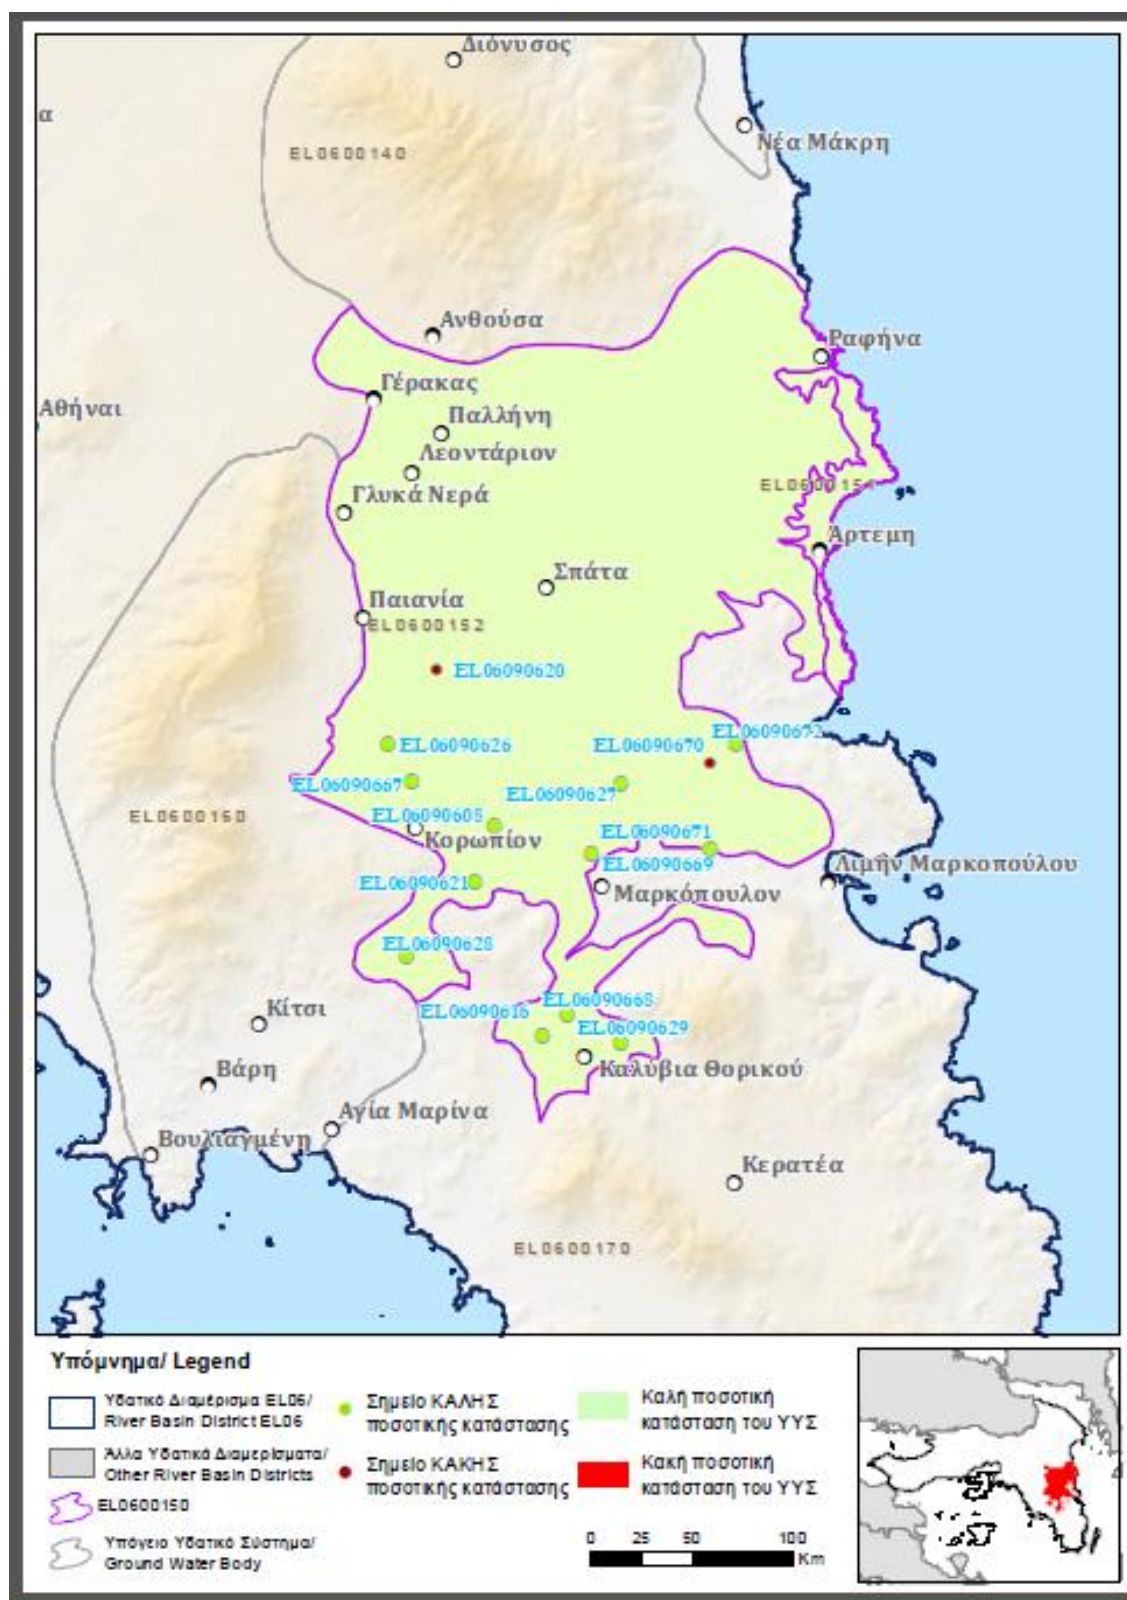 Διόνυσος
α
Νέα Μάκρη
EL0600140
Ανθούσα
Ραφήνα
Γέρακας
Αθήναι
Παλλήνη
Λεοντάριον
Γλυκά Νερά
Άρτεμη
Σπάτα
Παιανία
EL0600152
EL06090620
EL06090672
EL06090626
EL06090670
EL06090667
EL06090627
EL0600160
EL06090608
Κορωπίον
EL06090671
EL06090669
Λιμήν Μαρκοπούλου
EL06090621
Μαρκόπουλον
EL06090628
EL06090668
EL06090616
Κίτσι
EL06090629
Καλύβια Θορικού
Βάρη
Αγία Μαρίνα
Βουλιαγμένη
Κερατέα
EL0600170
Υπόμνημα/ Legend
Υδατικό Διαμέρισμα EL06/
River Basin District EL06
Άλλα Υδατικά Διαμερίσματα/
Other River Basin Districts
EL0600150
Υπόγειο Υδατικό Σύστημα/
Ground Water Body
Σημείο ΚΑΛΗΣ
ποσοτικής κατάστασης
Σημείο ΚΑΚΗΣ
ποσοτικής κατάστασης
Καλή ποσοτική
κατάσταση του ΥΥΣ
Κακή ποσοτική
κατάσταση του ΥΥΣ
0 25 50 100
Km